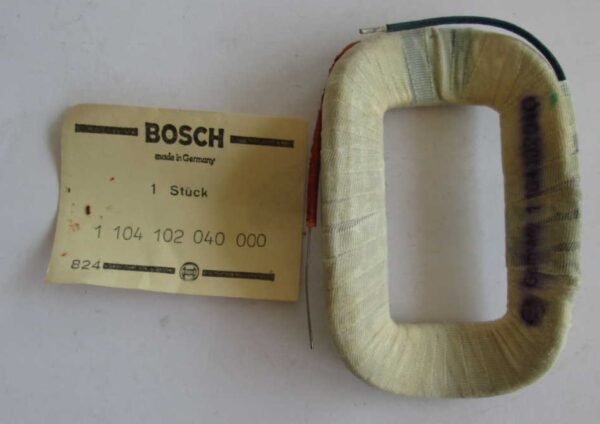 BOSCH
made in Germany
1 Stück
1 104 102 040 000
824